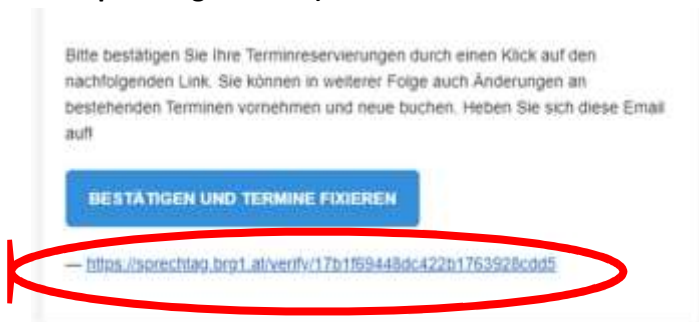 Bitte bestätigen Sie Ihre Terminreservierungen durch einen Klick auf den
nachfolgenden Link. Sie können in weiterer Folge auch Änderungen an
bestehenden Terminen vornehmen und neue buchen. Heben Sie sich diese Email
auf!
BESTÄTIGEN UND TERMINE FIXIEREN
— https://sprechtag.brg1.at/verify/17b1f69448dc422b1763928cdd5